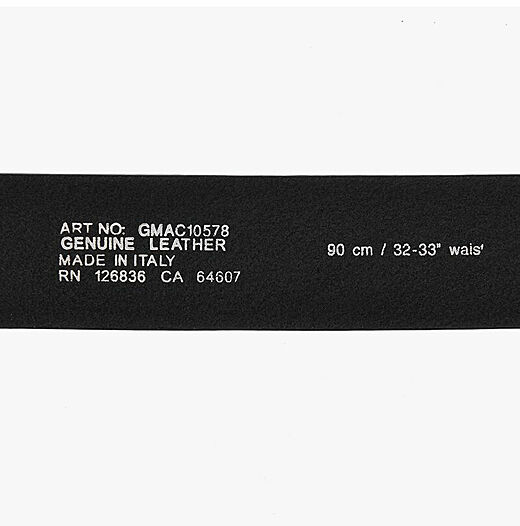 ART NO: GMAC10578
GENUINE LEATHER
MADE IN ITALY
RN 126836 CA 64607
90 cm / 32-33" waist